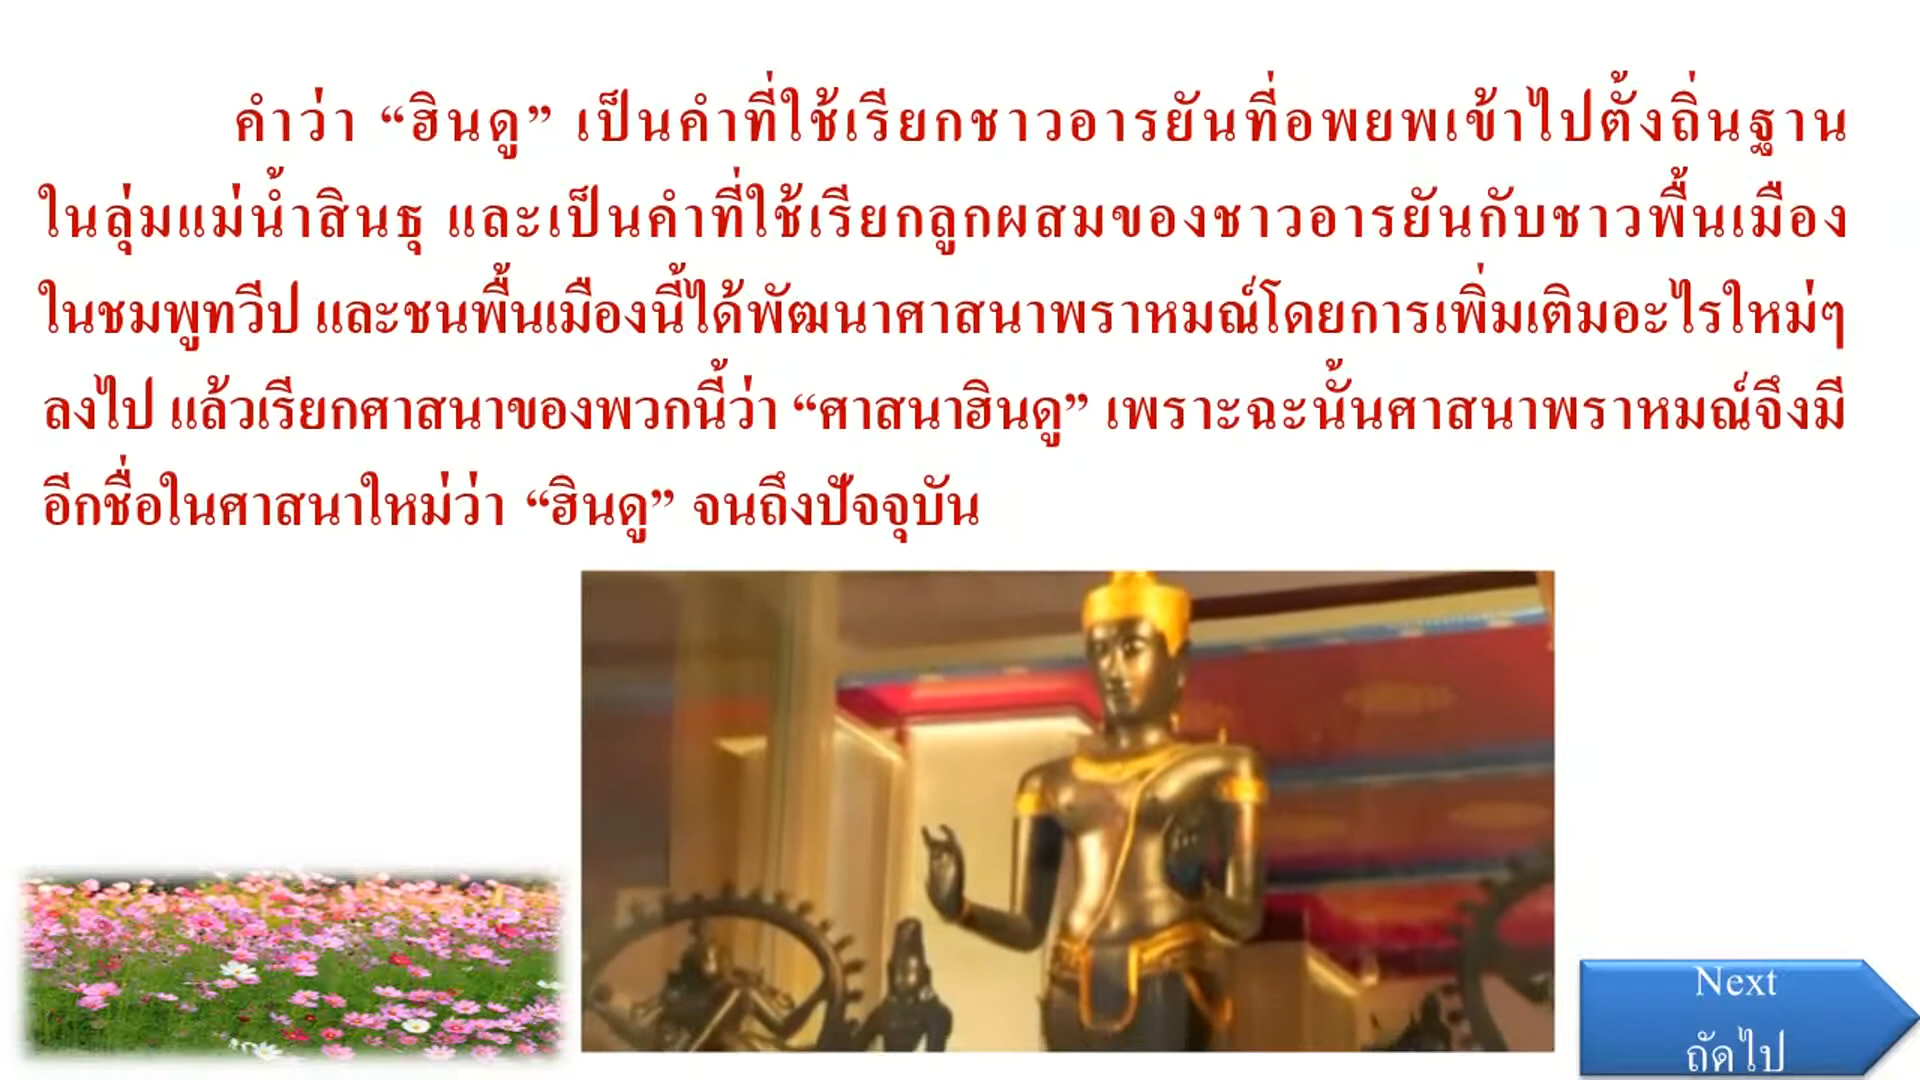 คำว่า “ฮินดู” เป็นคำที่ใช้เรียกชาวอารยันที่อพยพเข้าไปตั้งถิ่นฐาน
ในลุ่มแม่น้ำสินธุ และเป็นคำที่ใช้เรียกลูกผสมของชาวอารยันกับชาวพื้นเมือง
ในชมพูทวีป และชนพื้นเมืองนี้ได้พัฒนาศาสนาพราหมณ์โดยการเพิ่มเติมอะไรใหม่ๆ
ลงไป แล้วเรียกศาสนาของพวกนี้ว่า “ศาสนาฮินดู” เพราะฉะนั้นศาสนาพราหมณ์จึงมี
อีกชื่อในศาสนาใหม่ว่า “ฮินดู” จนถึงปัจจุบัน
Next
ถัดไป